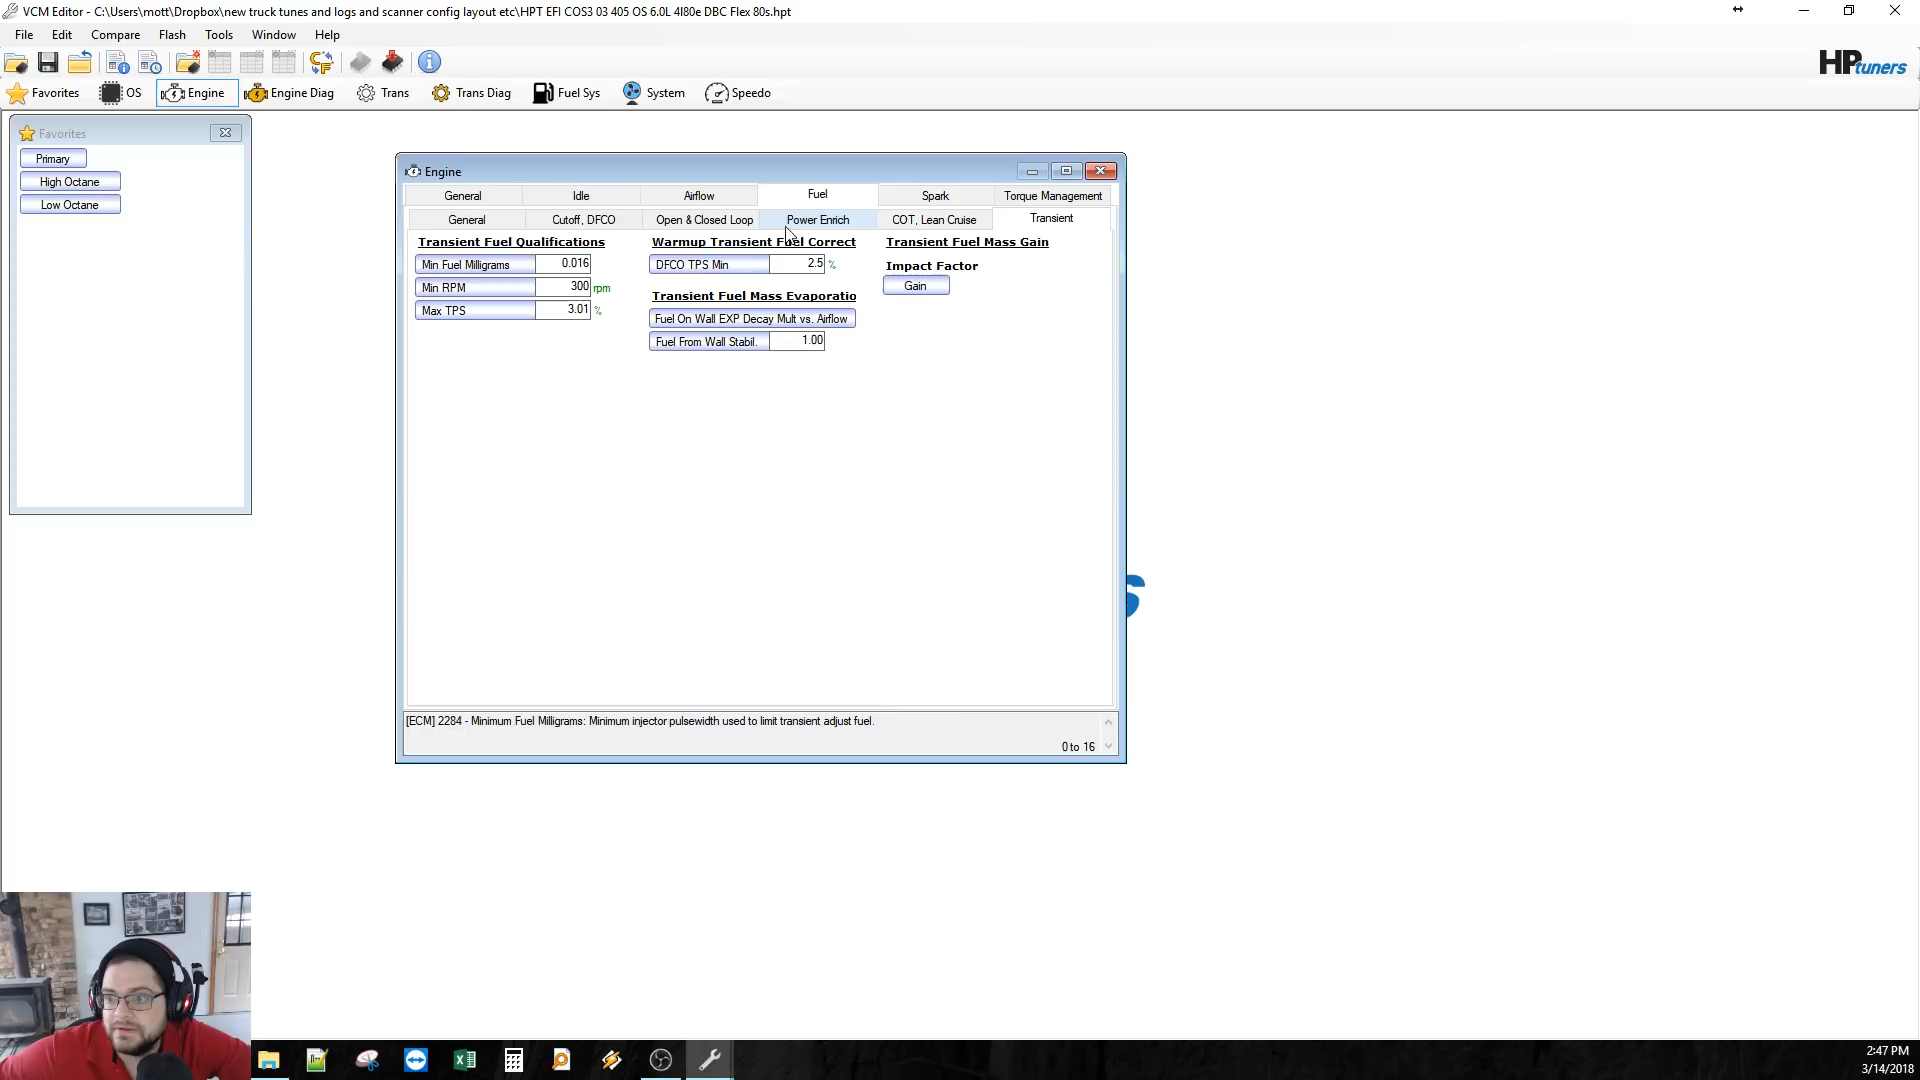 VCM Editor - C:\Users\mott\Dropbox\new truck tunes and logs and scanner config layout etc\HPT EFI COS3 03 405 OS 6.0L 4l80e DBC Flex 80s.hpt
File Edit Compare Flash Tools Window Help
HPtuners
Favorites OS Engine Engine Diag Trans Trans Diag Fuel Sys System Speedo
Favorites
Primary
High Octane
Low Octane
Engine
General Idle Airflow Fuel Spark Torque Management
General Cutoff, DFCO Open & Closed Loop Power Enrich COT, Lean Cruise Transient
Transient Fuel Qualifications
Min Fuel Milligrams 0.016
Min RPM 300 rpm
Max TPS 3.01 %
Warmup Transient Fuel Correct
DFCO TPS Min 2.5 %
Transient Fuel Mass Evaporatio
Fuel On Wall EXP Decay Mult vs. Airflow
Fuel From Wall Stabil. 1.00
Transient Fuel Mass Gain
Impact Factor
Gain
[ECM] 2284 - Minimum Fuel Milligrams: Minimum injector pulsewidth used to limit transient adjust fuel.
0 to 16
s
2:47 PM
3/14/2018